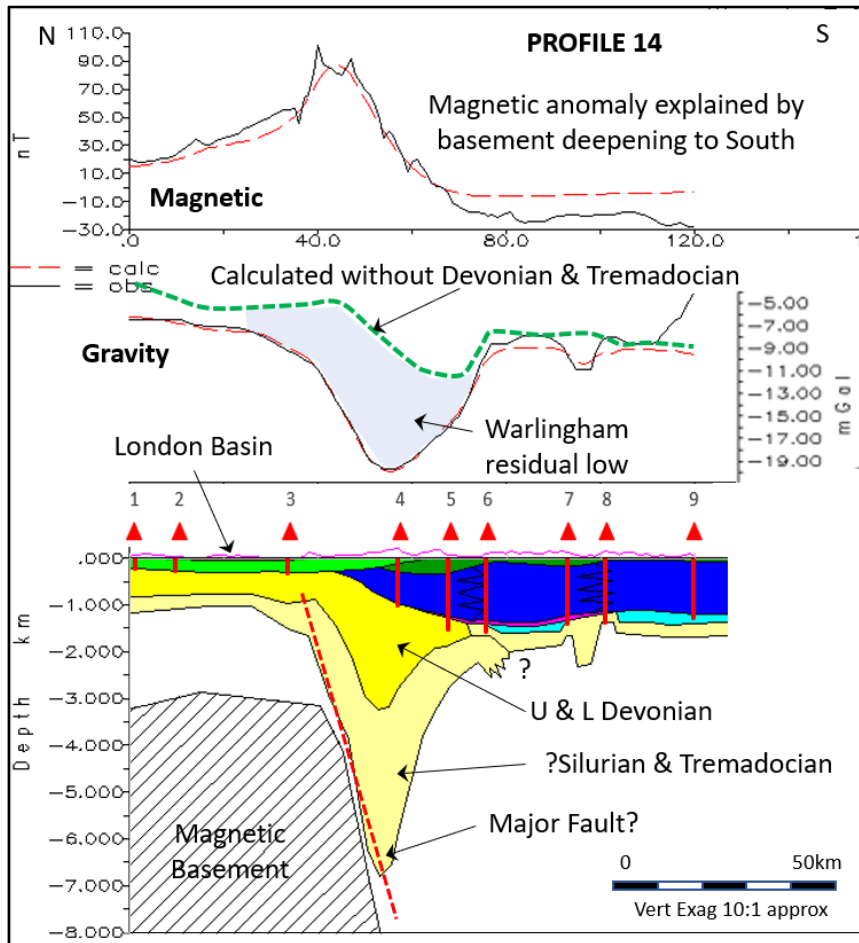 N
PROFILE 14
S
110.0
90.0
70.0
50.0
30.0
10.0
-10.0
-30.0
nT
Magnetic anomaly explained by
basement deepening to South
Magnetic
.0
40.0
80.0
120.0
= calc
= obs
Calculated without Devonian & Tremadocian
Gravity
-5.00
-7.00
-9.00
-11.00
-13.00
-15.00
-17.00
-19.00
mGal
Warlingham
residual low
London Basin
1 2 3 4 5 6 7 8 9
.000
-1.000
-2.000
-3.000
-4.000
-5.000
-6.000
-7.000
-8.000
Depth km
?
U & L Devonian
?Silurian & Tremadocian
Major Fault?
Magnetic
Basement
0 50km
Vert Exag 10:1 approx